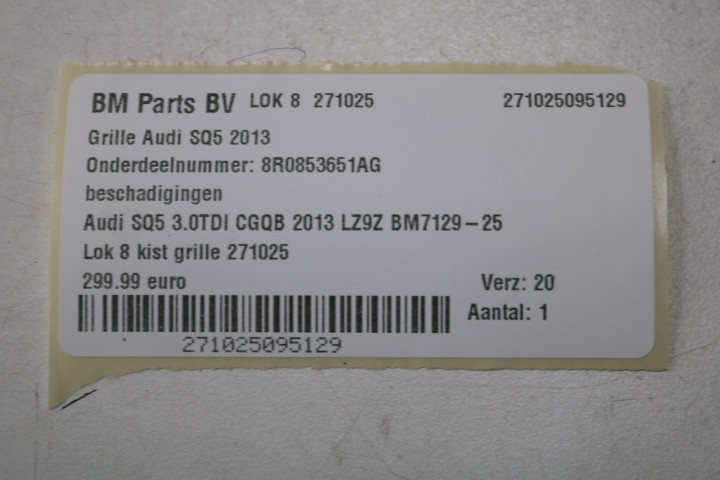 BM Parts BV LOK 8 271025 271025095129
Grille Audi SQ5 2013
Onderdeelnummer: 8R0853651AG
beschadigingen
Audi SQ5 3.0TDI CGQB 2013 LZ9Z BM7129-25
Lok 8 kist grille 271025
299.99 euro Verz: 20
Aantal: 1
271025095129